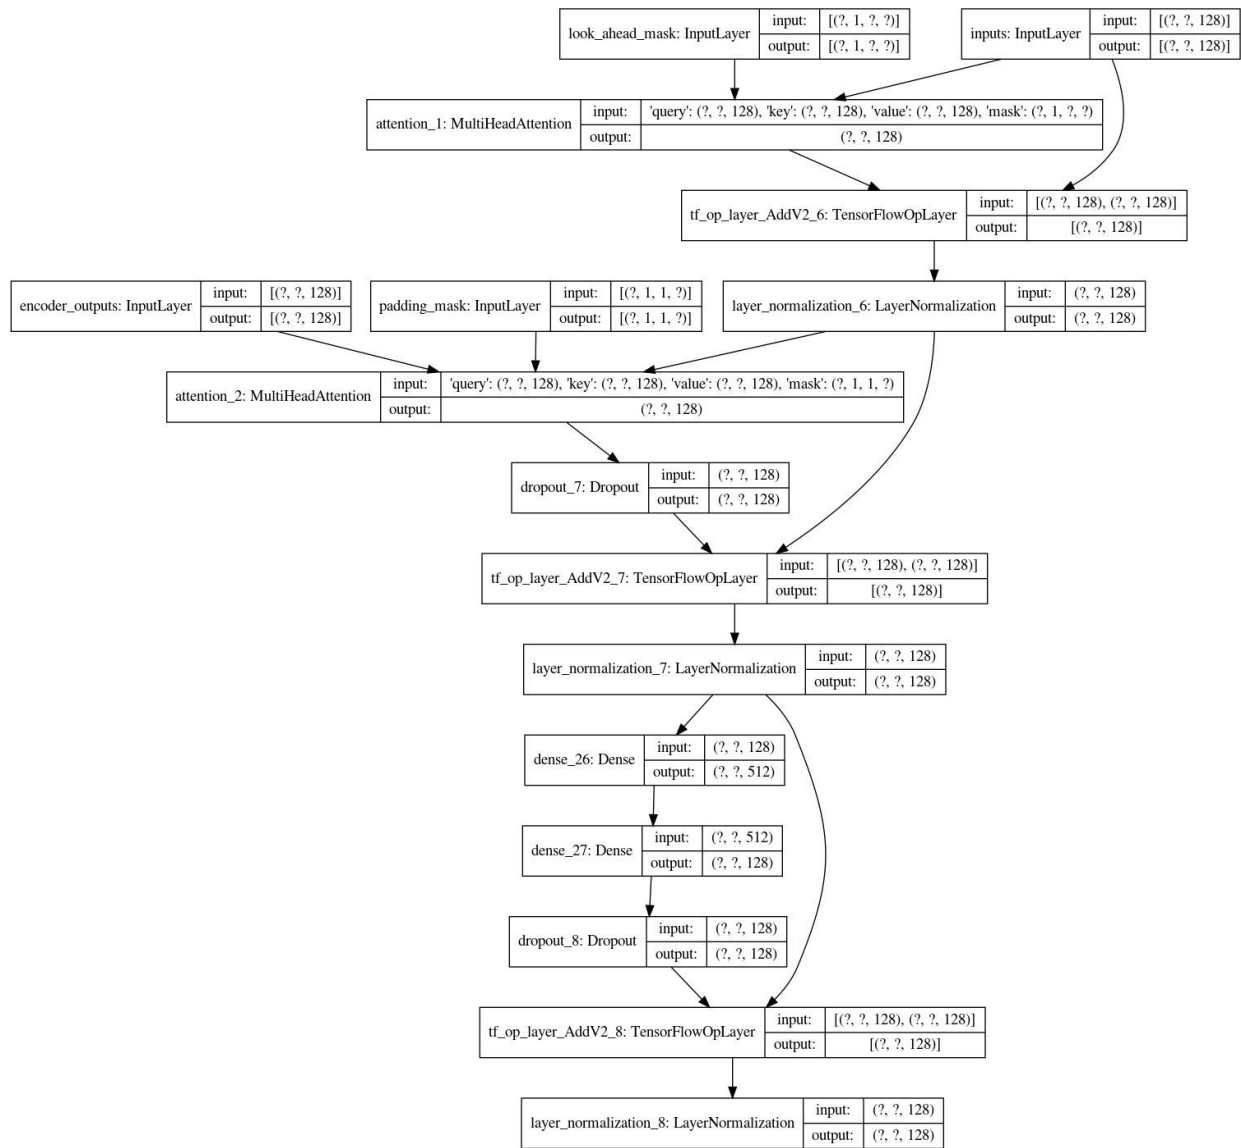 look_ahead_mask: InputLayer
input: [(?, 1, ?, ?)]
output: [(?, 1, ?, ?)]
inputs: InputLayer
input: [(?, ?, 128)]
output: [(?, ?, 128)]
attention_1: MultiHeadAttention
input: 'query': (?, ?, 128), 'key': (?, ?, 128), 'value': (?, ?, 128), 'mask': (?, 1, ?, ?)
output: (?, ?, 128)
tf_op_layer_AddV2_6: TensorFlowOpLayer
input: [(?, ?, 128), (?, ?, 128)]
output: [(?, ?, 128)]
encoder_outputs: InputLayer
input: [(?, ?, 128)]
output: [(?, ?, 128)]
padding_mask: InputLayer
input: [(?, 1, 1, ?)]
output: [(?, 1, 1, ?)]
layer_normalization_6: LayerNormalization
input: (?, ?, 128)
output: (?, ?, 128)
attention_2: MultiHeadAttention
input: 'query': (?, ?, 128), 'key': (?, ?, 128), 'value': (?, ?, 128), 'mask': (?, 1, 1, ?)
output: (?, ?, 128)
dropout_7: Dropout
input: (?, ?, 128)
output: (?, ?, 128)
tf_op_layer_AddV2_7: TensorFlowOpLayer
input: [(?, ?, 128), (?, ?, 128)]
output: [(?, ?, 128)]
layer_normalization_7: LayerNormalization
input: (?, ?, 128)
output: (?, ?, 128)
dense_26: Dense
input: (?, ?, 128)
output: (?, ?, 512)
dense_27: Dense
input: (?, ?, 512)
output: (?, ?, 128)
dropout_8: Dropout
input: (?, ?, 128)
output: (?, ?, 128)
tf_op_layer_AddV2_8: TensorFlowOpLayer
input: [(?, ?, 128), (?, ?, 128)]
output: [(?, ?, 128)]
layer_normalization_8: LayerNormalization
input: (?, ?, 128)
output: (?, ?, 128)